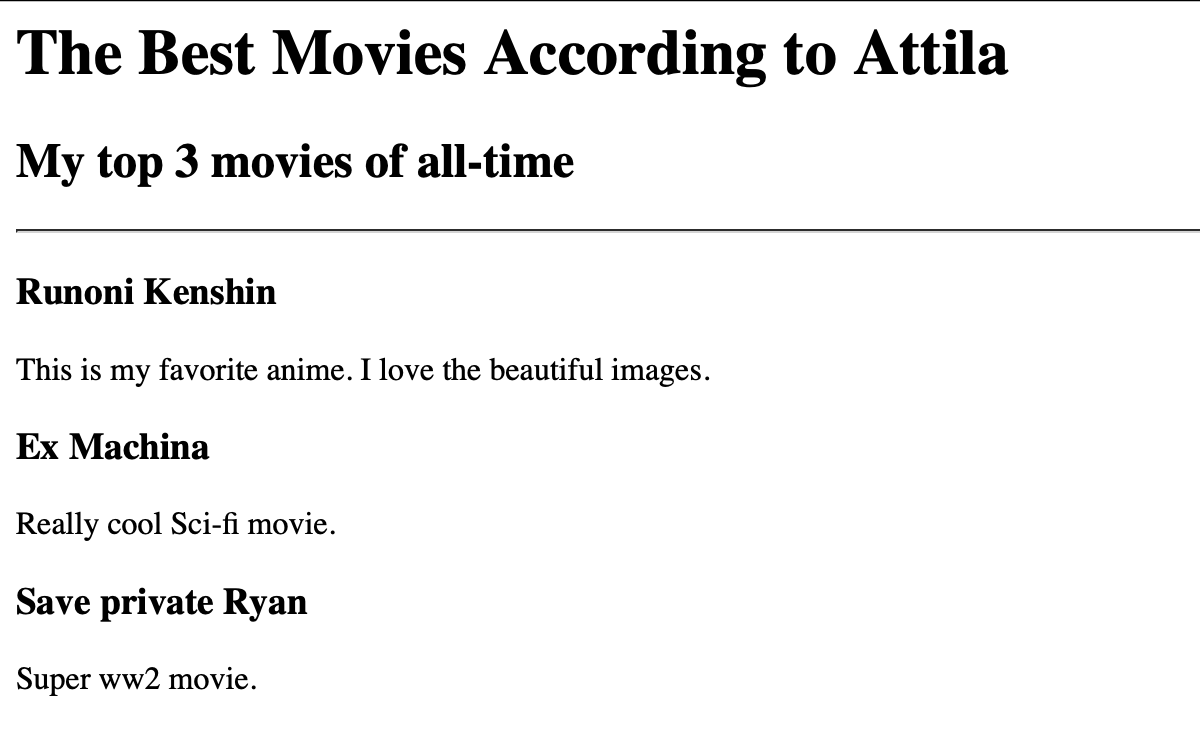 The Best Movies According to Attila
My top 3 movies of all-time
Runoni Kenshin
This is my favorite anime. I love the beautiful images.
Ex Machina
Really cool Sci-fi movie.
Save private Ryan
Super ww2 movie.